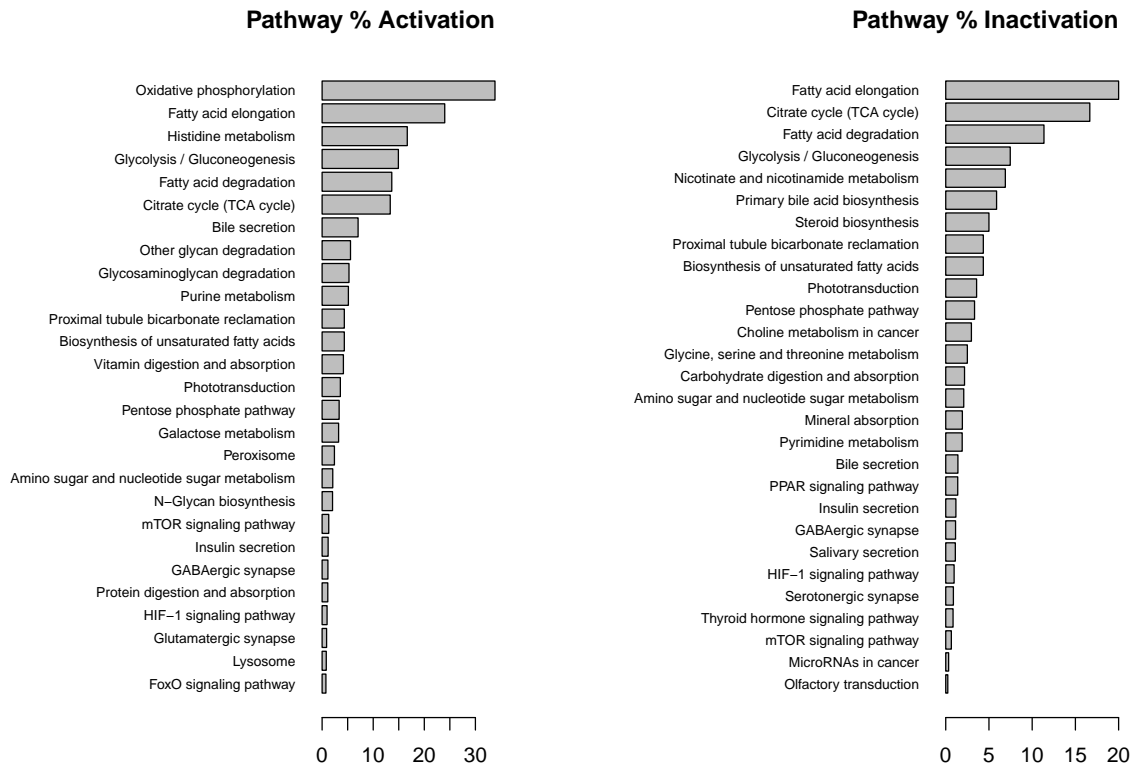 Pathway % Activation
Oxidative phosphorylation
Fatty acid elongation
Histidine metabolism
Glycolysis / Gluconeogenesis
Fatty acid degradation
Citrate cycle (TCA cycle)
Bile secretion
Other glycan degradation
Glycosaminoglycan degradation
Purine metabolism
Proximal tubule bicarbonate reclamation
Biosynthesis of unsaturated fatty acids
Vitamin digestion and absorption
Phototransduction
Pentose phosphate pathway
Galactose metabolism
Peroxisome
Amino sugar and nucleotide sugar metabolism
N−Glycan biosynthesis
mTOR signaling pathway
Insulin secretion
GABAergic synapse
Protein digestion and absorption
HIF−1 signaling pathway
Glutamatergic synapse
Lysosome
FoxO signaling pathway
0 10 20 30
Pathway % Inactivation
Fatty acid elongation
Citrate cycle (TCA cycle)
Fatty acid degradation
Glycolysis / Gluconeogenesis
Nicotinate and nicotinamide metabolism
Primary bile acid biosynthesis
Steroid biosynthesis
Proximal tubule bicarbonate reclamation
Biosynthesis of unsaturated fatty acids
Phototransduction
Pentose phosphate pathway
Choline metabolism in cancer
Glycine, serine and threonine metabolism
Carbohydrate digestion and absorption
Amino sugar and nucleotide sugar metabolism
Mineral absorption
Pyrimidine metabolism
Bile secretion
PPAR signaling pathway
Insulin secretion
GABAergic synapse
Salivary secretion
HIF−1 signaling pathway
Serotonergic synapse
Thyroid hormone signaling pathway
mTOR signaling pathway
MicroRNAs in cancer
Olfactory transduction
0 5 10 15 20